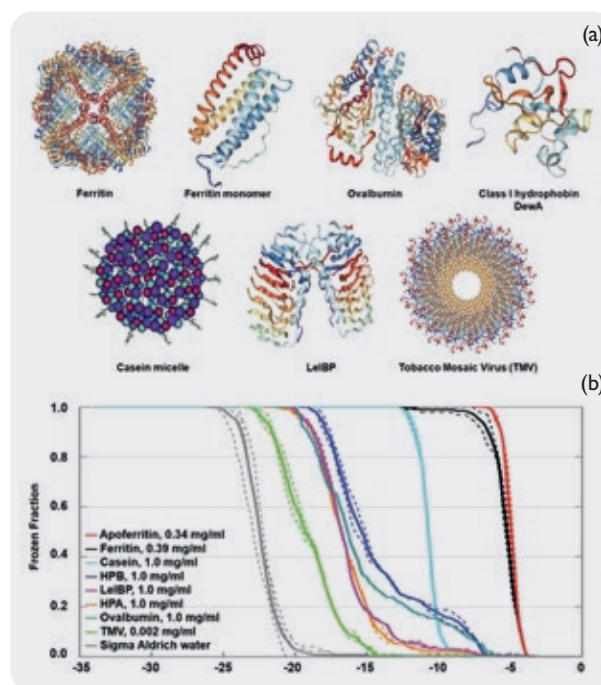 (a)
Ferritin
Ferritin monomer
Ovalbumin
Class I hydrophobin
DewA
Casein micelle
LeIBP
Tobacco Mosaic Virus (TMV)
(b)
1.0
0.8
0.6
0.4
0.2
0.0
Frozen Fraction
Apoferritin, 0.34 mg/ml
Ferritin, 0.39 mg/ml
Casein, 1.0 mg/ml
HPB, 1.0 mg/ml
LeIBP, 1.0 mg/ml
HPA, 1.0 mg/ml
Ovalbumin, 1.0 mg/ml
TMV, 0.002 mg/ml
Sigma Aldrich water
-35 -30 -25 -20 -15 -10 -5 0